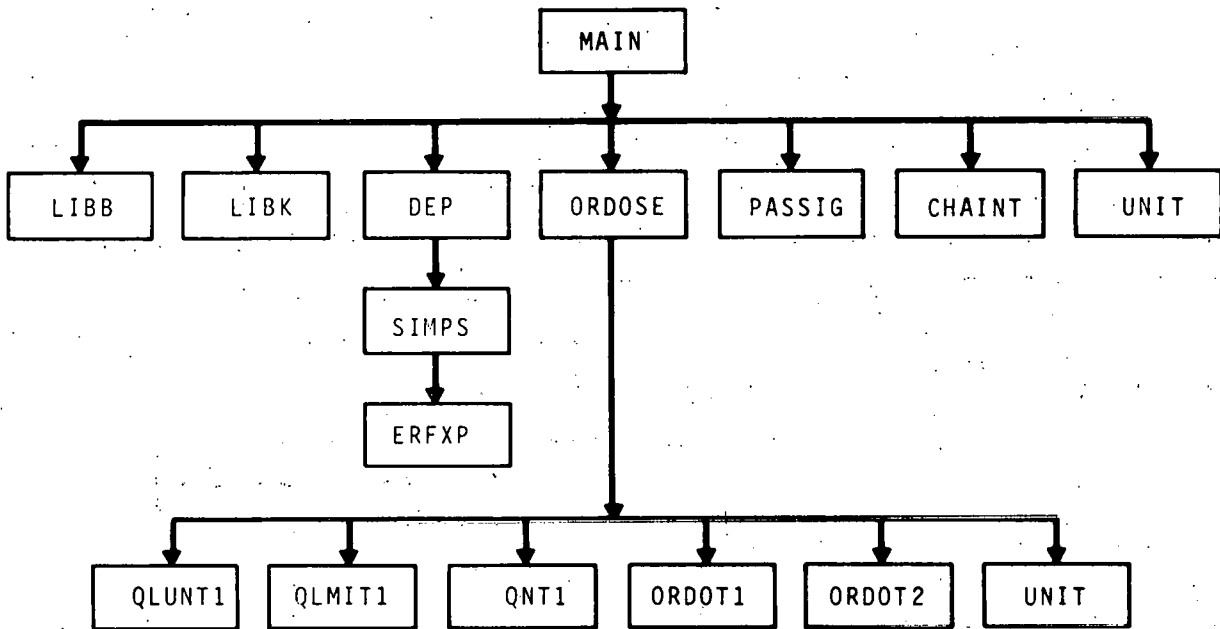 MAIN
LIBB LIBK DEP ORDOSE PASSIG CHAINT UNIT
SIMPS
ERFXP
QLUNT1 QLMIT1 QNT1 ORDOT1 ORDOT2 UNIT